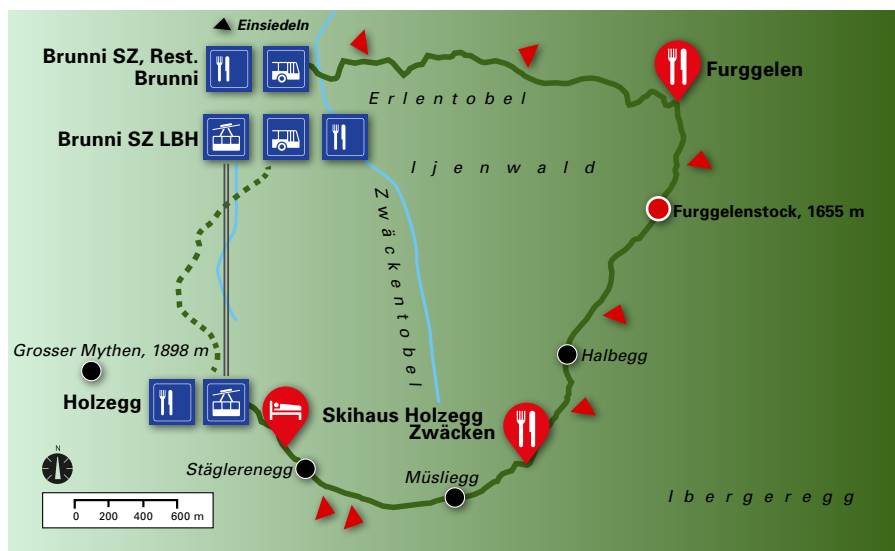 Einsiedeln
Brunni SZ, Rest.
Brunni
Furggelen
Erlentobel
Brunni SZ LBH
Ijenwald
Zwäckentobel
Furggelenstock, 1655 m
Grosser Mythen, 1898 m
Halbegg
Holzegg
Skihaus Holzegg
Zwäcken
N
Stäglerenegg
Müsliegg
Ibergeregg
0 200 400 600 m